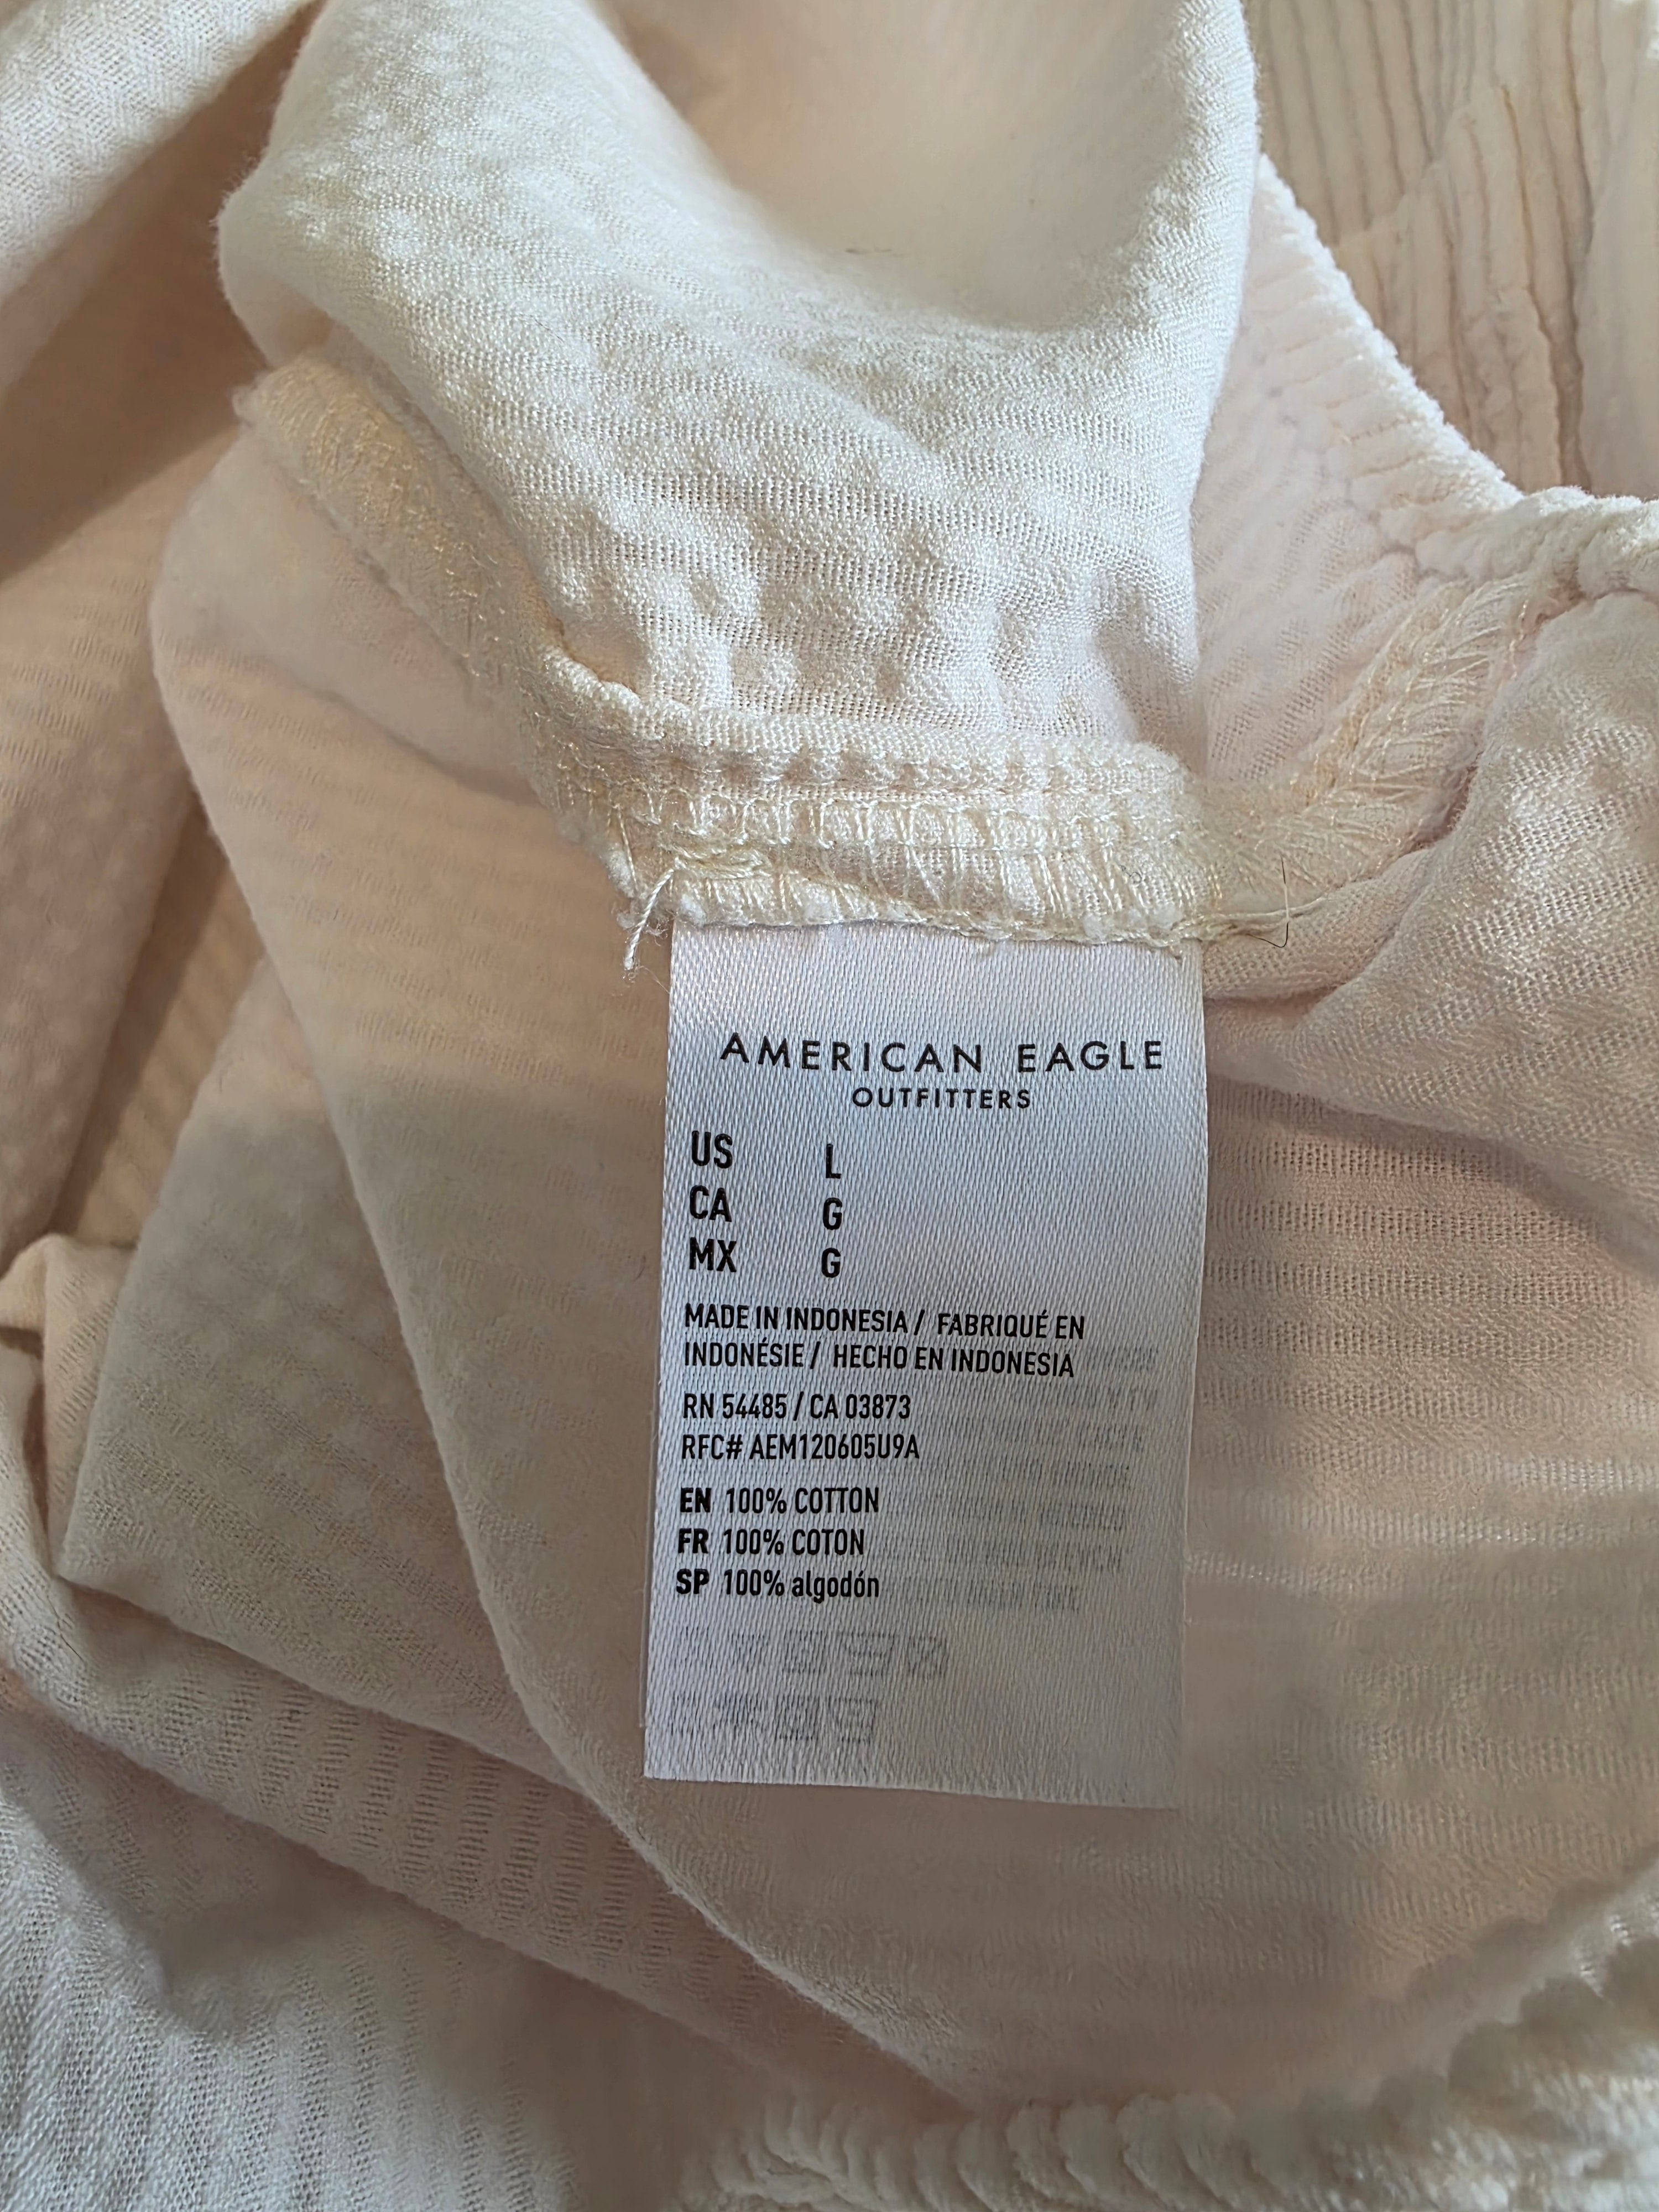 AMERICAN EAGLE
OUTFITTERS
US L
CA G
MX G
MADE IN INDONESIA / FABRIQUÉ EN
INDONÉSIE / HECHO EN INDONESIA
RN 54485 / CA 03873
RFC# AEM120605U9A
EN 100% COTTON
FR 100% COTON
SP 100% algodón